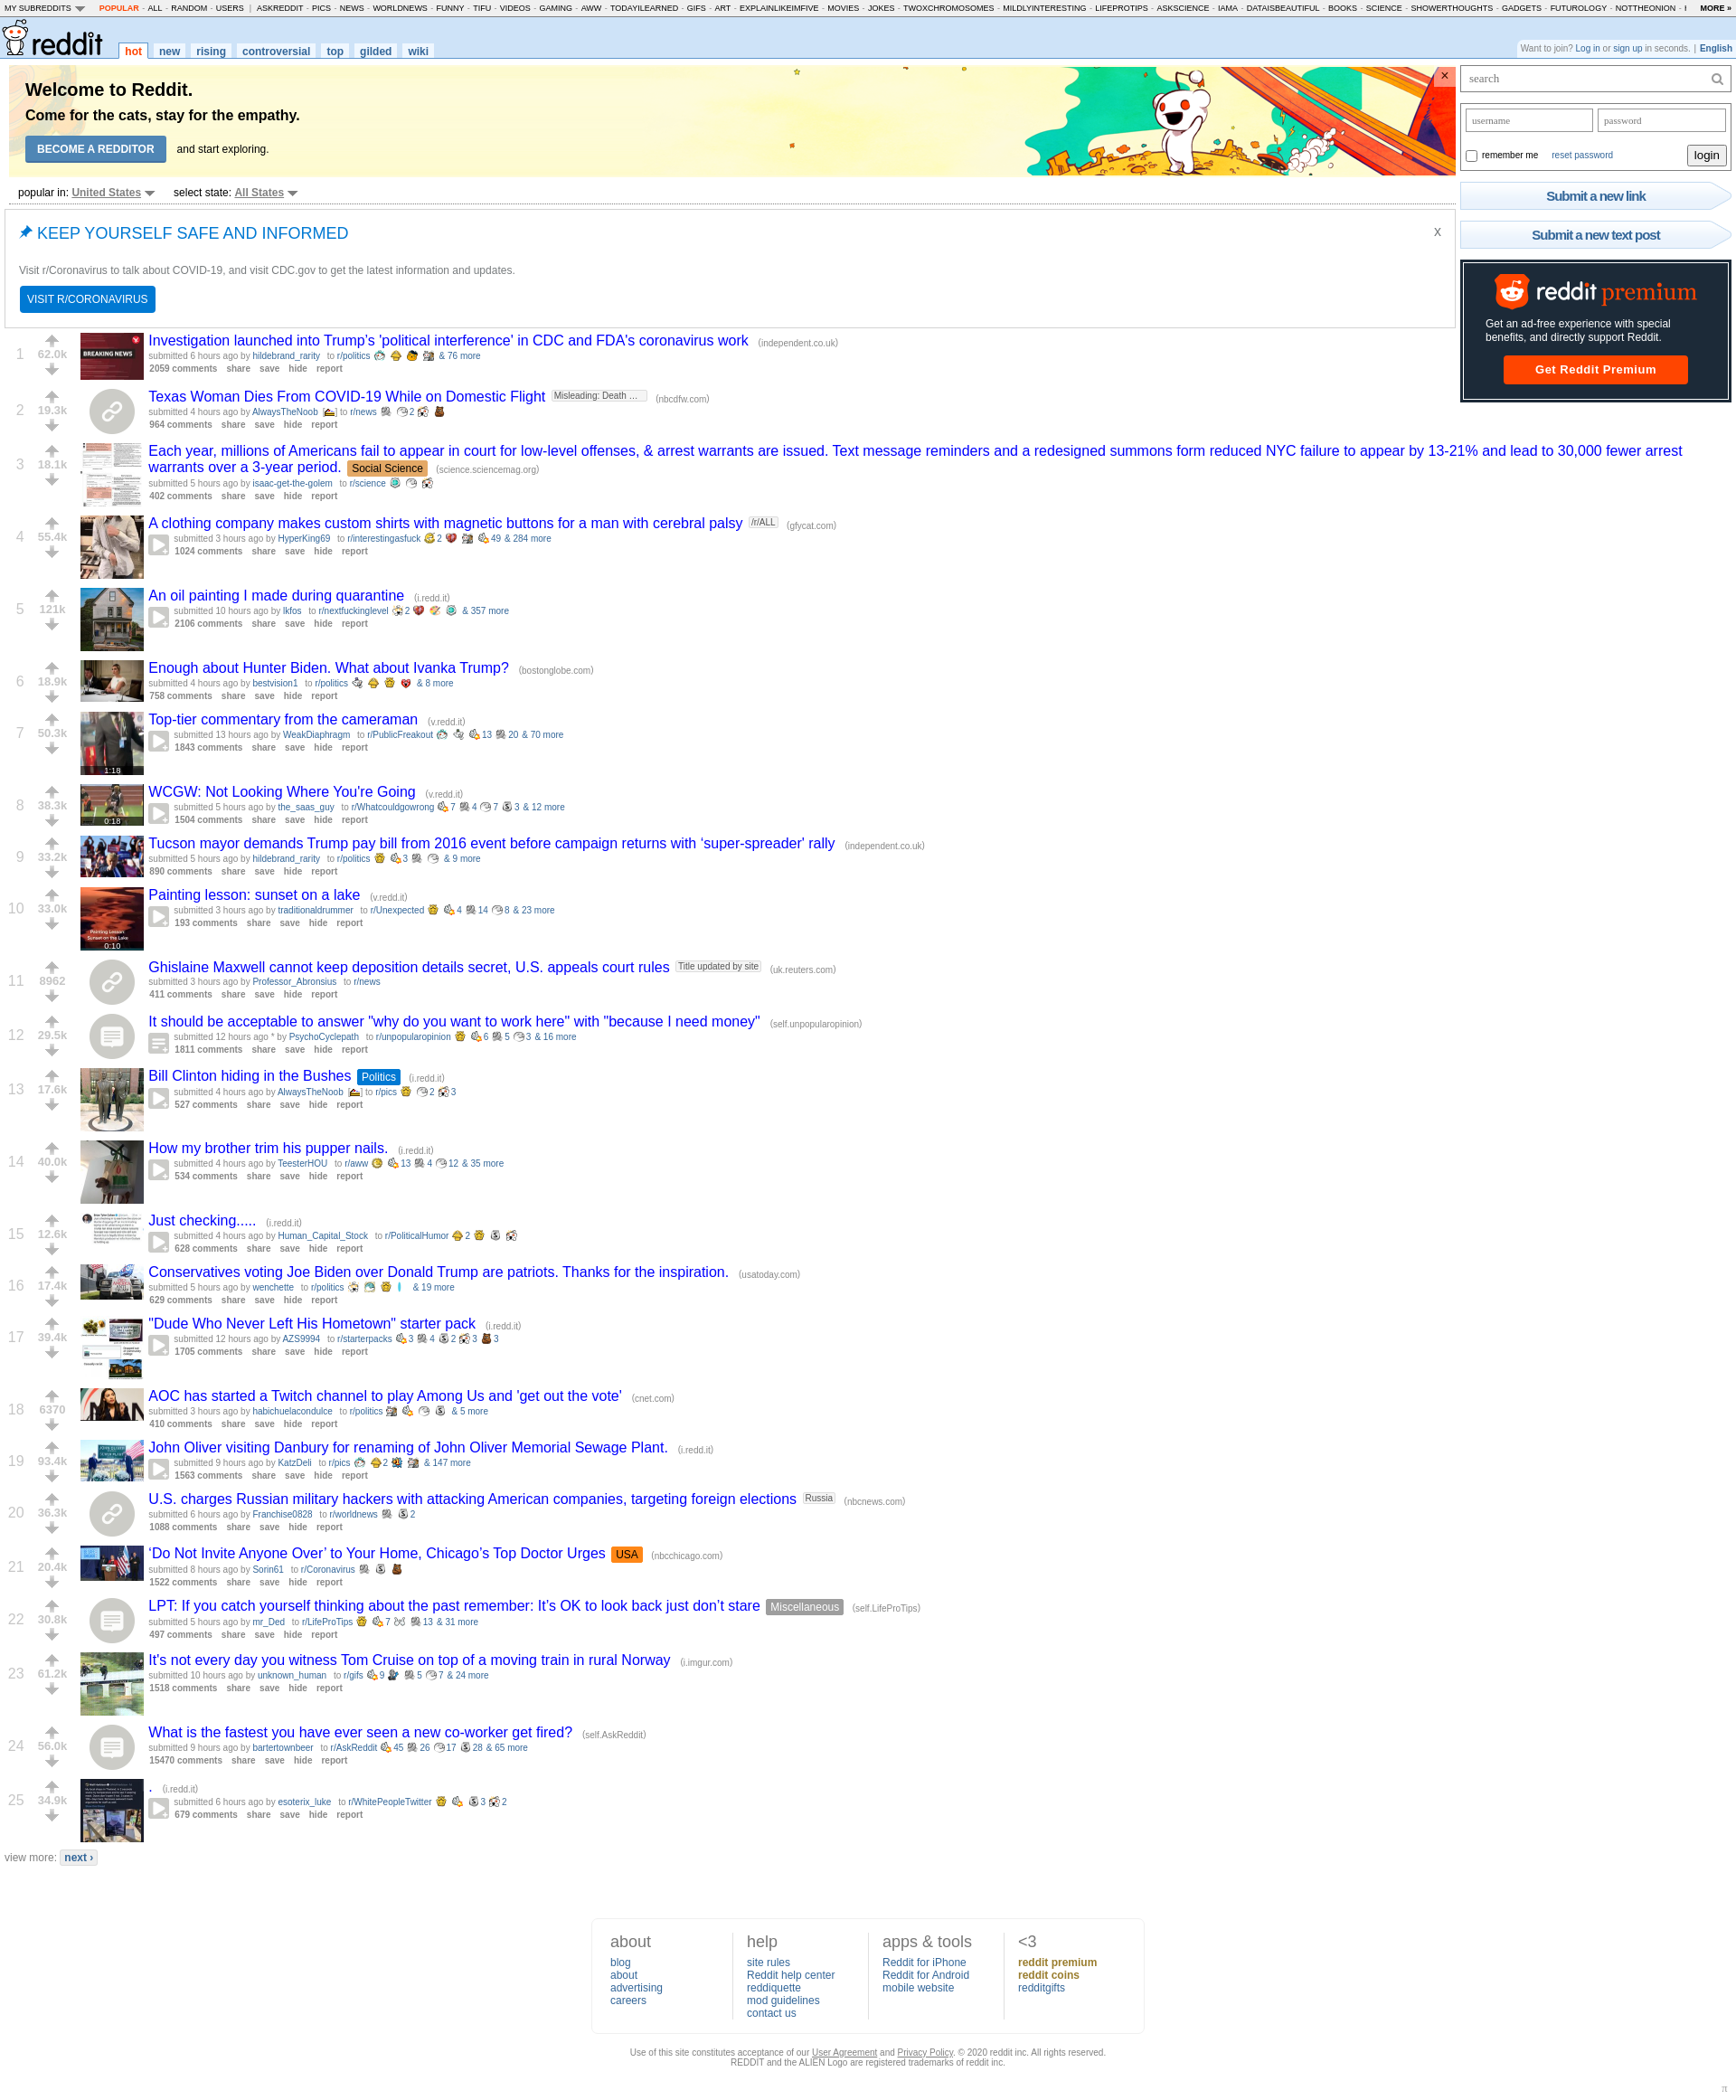 MY SUBREDDITS POPULAR - ALL - RANDOM - USERS | ASKREDDIT - PICS - NEWS - WORLDNEWS - FUNNY - TIFU - VIDEOS - GAMING - AWW - TODAYILEARNED - GIFS - ART - EXPLAINLIKEIMFIVE - MOVIES - JOKES - TWOXCHROMOSOMES - MILDLYINTERESTING - LIFEPROTIPS - ASKSCIENCE - IAMA - DATAISBEAUTIFUL - BOOKS - SCIENCE - SHOWERTHOUGHTS - GADGETS - FUTUROLOGY - NOTTHEONION - MORE »
reddit hot new rising controversial top gilded wiki
Want to join? Log in or sign up in seconds. | English
Welcome to Reddit.
Come for the cats, stay for the empathy.
BECOME A REDDITOR and start exploring.
popular in: United States select state: All States
KEEP YOURSELF SAFE AND INFORMED x
Visit r/Coronavirus to talk about COVID-19, and visit CDC.gov to get the latest information and updates.
VISIT R/CORONAVIRUS
search
username password
remember me reset password login
Submit a new link
Submit a new text post
reddit premium
Get an ad-free experience with special
benefits, and directly support Reddit.
Get Reddit Premium
1 62.0k BREAKING NEWS Investigation launched into Trump's 'political interference' in CDC and FDA's coronavirus work (independent.co.uk)
submitted 6 hours ago by hildebrand_rarity to r/politics & 76 more
2059 comments share save hide report
2 19.3k Texas Woman Dies From COVID-19 While on Domestic Flight Misleading: Death ... (nbcdfw.com)
submitted 4 hours ago by AlwaysTheNoob [] to r/news 2
964 comments share save hide report
3 18.1k Each year, millions of Americans fail to appear in court for low-level offenses, & arrest warrants are issued. Text message reminders and a redesigned summons form reduced NYC failure to appear by 13-21% and lead to 30,000 fewer arrest
warrants over a 3-year period. Social Science (science.sciencemag.org)
submitted 5 hours ago by isaac-get-the-golem to r/science
402 comments share save hide report
4 55.4k A clothing company makes custom shirts with magnetic buttons for a man with cerebral palsy /r/ALL (gfycat.com)
submitted 3 hours ago by HyperKing69 to r/interestingasfuck 2 49 & 284 more
1024 comments share save hide report
5 121k An oil painting I made during quarantine (i.redd.it)
submitted 10 hours ago by lkfos to r/nextfuckinglevel 2 & 357 more
2106 comments share save hide report
6 18.9k Enough about Hunter Biden. What about Ivanka Trump? (bostonglobe.com)
submitted 4 hours ago by bestvision1 to r/politics & 8 more
758 comments share save hide report
7 50.3k 1:18 Top-tier commentary from the cameraman (v.redd.it)
submitted 13 hours ago by WeakDiaphragm to r/PublicFreakout 13 20 & 70 more
1843 comments share save hide report
8 38.3k 0:18 WCGW: Not Looking Where You're Going (v.redd.it)
submitted 5 hours ago by the_saas_guy to r/Whatcouldgowrong 7 4 7 3 & 12 more
1504 comments share save hide report
9 33.2k Tucson mayor demands Trump pay bill from 2016 event before campaign returns with 'super-spreader' rally (independent.co.uk)
submitted 5 hours ago by hildebrand_rarity to r/politics 3 & 9 more
890 comments share save hide report
10 33.0k Painting Lesson: Sunset on the Lake 0:10 Painting lesson: sunset on a lake (v.redd.it)
submitted 3 hours ago by traditionaldrummer to r/Unexpected 4 14 8 & 23 more
193 comments share save hide report
11 8962 Ghislaine Maxwell cannot keep deposition details secret, U.S. appeals court rules Title updated by site (uk.reuters.com)
submitted 3 hours ago by Professor_Abronsius to r/news
411 comments share save hide report
12 29.5k It should be acceptable to answer "why do you want to work here" with "because I need money" (self.unpopularopinion)
submitted 12 hours ago * by PsychoCyclepath to r/unpopularopinion 6 5 3 & 16 more
1811 comments share save hide report
13 17.6k Bill Clinton hiding in the Bushes Politics (i.redd.it)
submitted 4 hours ago by AlwaysTheNoob [] to r/pics 2 3
527 comments share save hide report
14 40.0k How my brother trim his pupper nails. (i.redd.it)
submitted 4 hours ago by TeesterHOU to r/aww 13 4 12 & 35 more
534 comments share save hide report
15 12.6k Just checking..... (i.redd.it)
submitted 4 hours ago by Human_Capital_Stock to r/PoliticalHumor 2
628 comments share save hide report
16 17.4k Conservatives voting Joe Biden over Donald Trump are patriots. Thanks for the inspiration. (usatoday.com)
submitted 5 hours ago by wenchette to r/politics & 19 more
629 comments share save hide report
17 39.4k "Dude Who Never Left His Hometown" starter pack (i.redd.it)
submitted 12 hours ago by AZS9994 to r/starterpacks 3 4 2 3 3
1705 comments share save hide report
18 6370 AOC has started a Twitch channel to play Among Us and 'get out the vote' (cnet.com)
submitted 3 hours ago by habichuelacondulce to r/politics & 5 more
410 comments share save hide report
19 93.4k John Oliver visiting Danbury for renaming of John Oliver Memorial Sewage Plant. (i.redd.it)
submitted 9 hours ago by KatzDeli to r/pics 2 & 147 more
1563 comments share save hide report
20 36.3k U.S. charges Russian military hackers with attacking American companies, targeting foreign elections Russia (nbcnews.com)
submitted 6 hours ago by Franchise0828 to r/worldnews 2
1088 comments share save hide report
21 20.4k ‘Do Not Invite Anyone Over’ to Your Home, Chicago’s Top Doctor Urges USA (nbcchicago.com)
submitted 8 hours ago by Sorin61 to r/Coronavirus
1522 comments share save hide report
22 30.8k LPT: If you catch yourself thinking about the past remember: It’s OK to look back just don’t stare Miscellaneous (self.LifeProTips)
submitted 5 hours ago by mr_Ded to r/LifeProTips 7 13 & 31 more
497 comments share save hide report
23 61.2k It's not every day you witness Tom Cruise on top of a moving train in rural Norway (i.imgur.com)
submitted 10 hours ago by unknown_human to r/gifs 9 5 7 & 24 more
1518 comments share save hide report
24 56.0k What is the fastest you have ever seen a new co-worker get fired? (self.AskReddit)
submitted 9 hours ago by bartertownbeer to r/AskReddit 45 26 17 28 & 65 more
15470 comments share save hide report
25 34.9k . (i.redd.it)
submitted 6 hours ago by esoterix_luke to r/WhitePeopleTwitter 3 2
679 comments share save hide report
view more: next ›
about
blog
about
advertising
careers
help
site rules
Reddit help center
reddiquette
mod guidelines
contact us
apps & tools
Reddit for iPhone
Reddit for Android
mobile website
<3
reddit premium
reddit coins
redditgifts
Use of this site constitutes acceptance of our User Agreement and Privacy Policy. © 2020 reddit inc. All rights reserved.
REDDIT and the ALIEN Logo are registered trademarks of reddit inc.
π